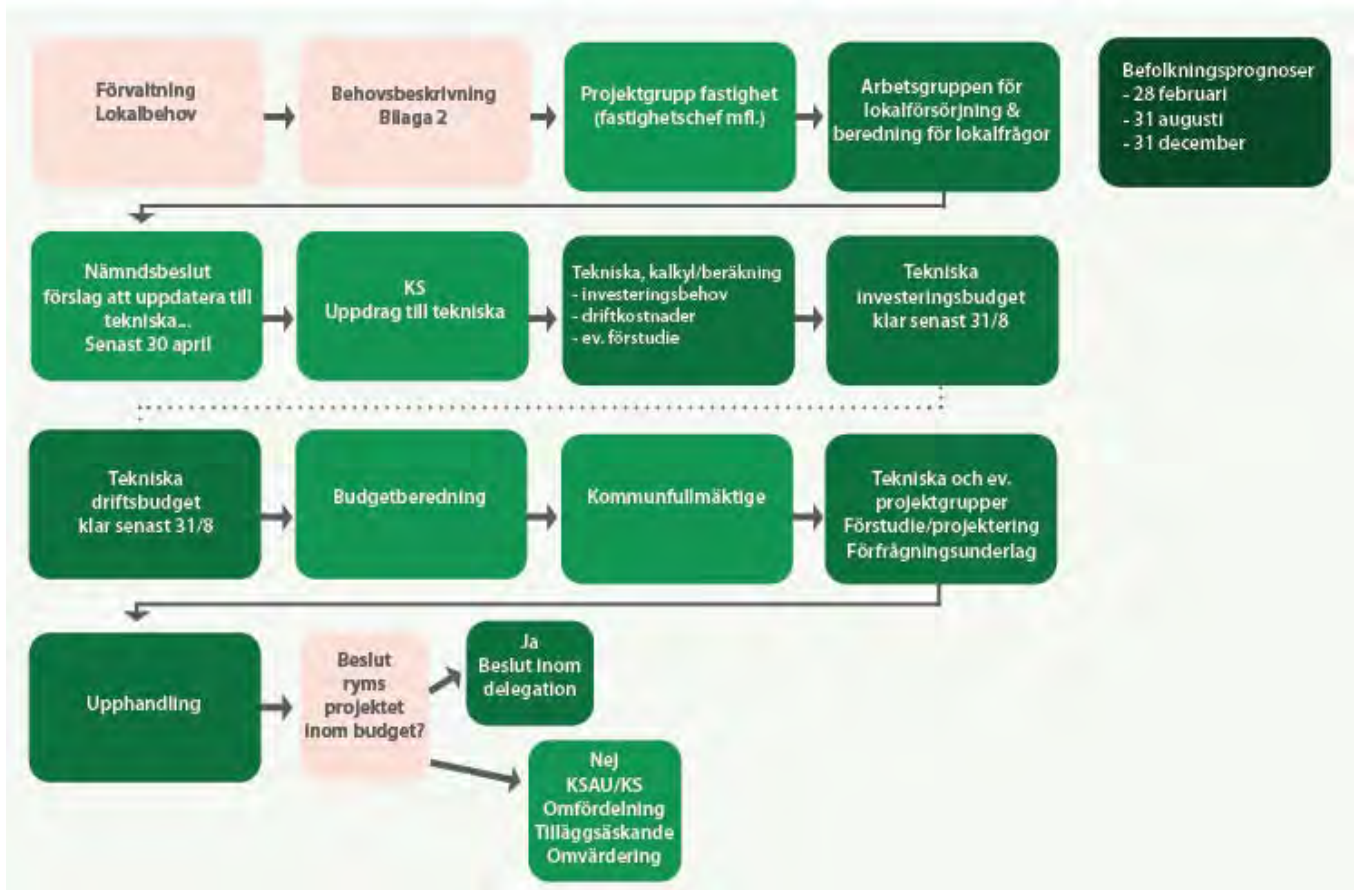 Förvaltning
Lokalbehov
Behovsbeskrivning
Bilaga 2
Projektgrupp fastighet
(fastighetschef mfl.)
Arbetsgruppen för
lokalförsörjning &
beredning för lokalfrågor
Befolkningsprognoser
- 28 februari
- 31 augusti
- 31 december
Nämndsbeslut
förslag att uppdatera till
tekniska...
Senast 30 april
KS
Uppdrag till tekniska
Tekniska, kalkyl/beräkning
- investeringsbehov
- driftkostnader
- ev. förstudie
Tekniska
investeringsbudget
klar senast 31/8
Tekniska
driftsbudget
klar senast 31/8
Budgetberedning
Kommunfullmäktige
Tekniska och ev.
projektgrupper
Förstudie/projektering
Förfrågningsunderlag
Upphandling
Beslut
ryms
projektet
inom budget?
Ja
Beslut inom
delegation
Nej
KSAU/KS
Omfördelning
Tilläggsäskande
Omvärdering